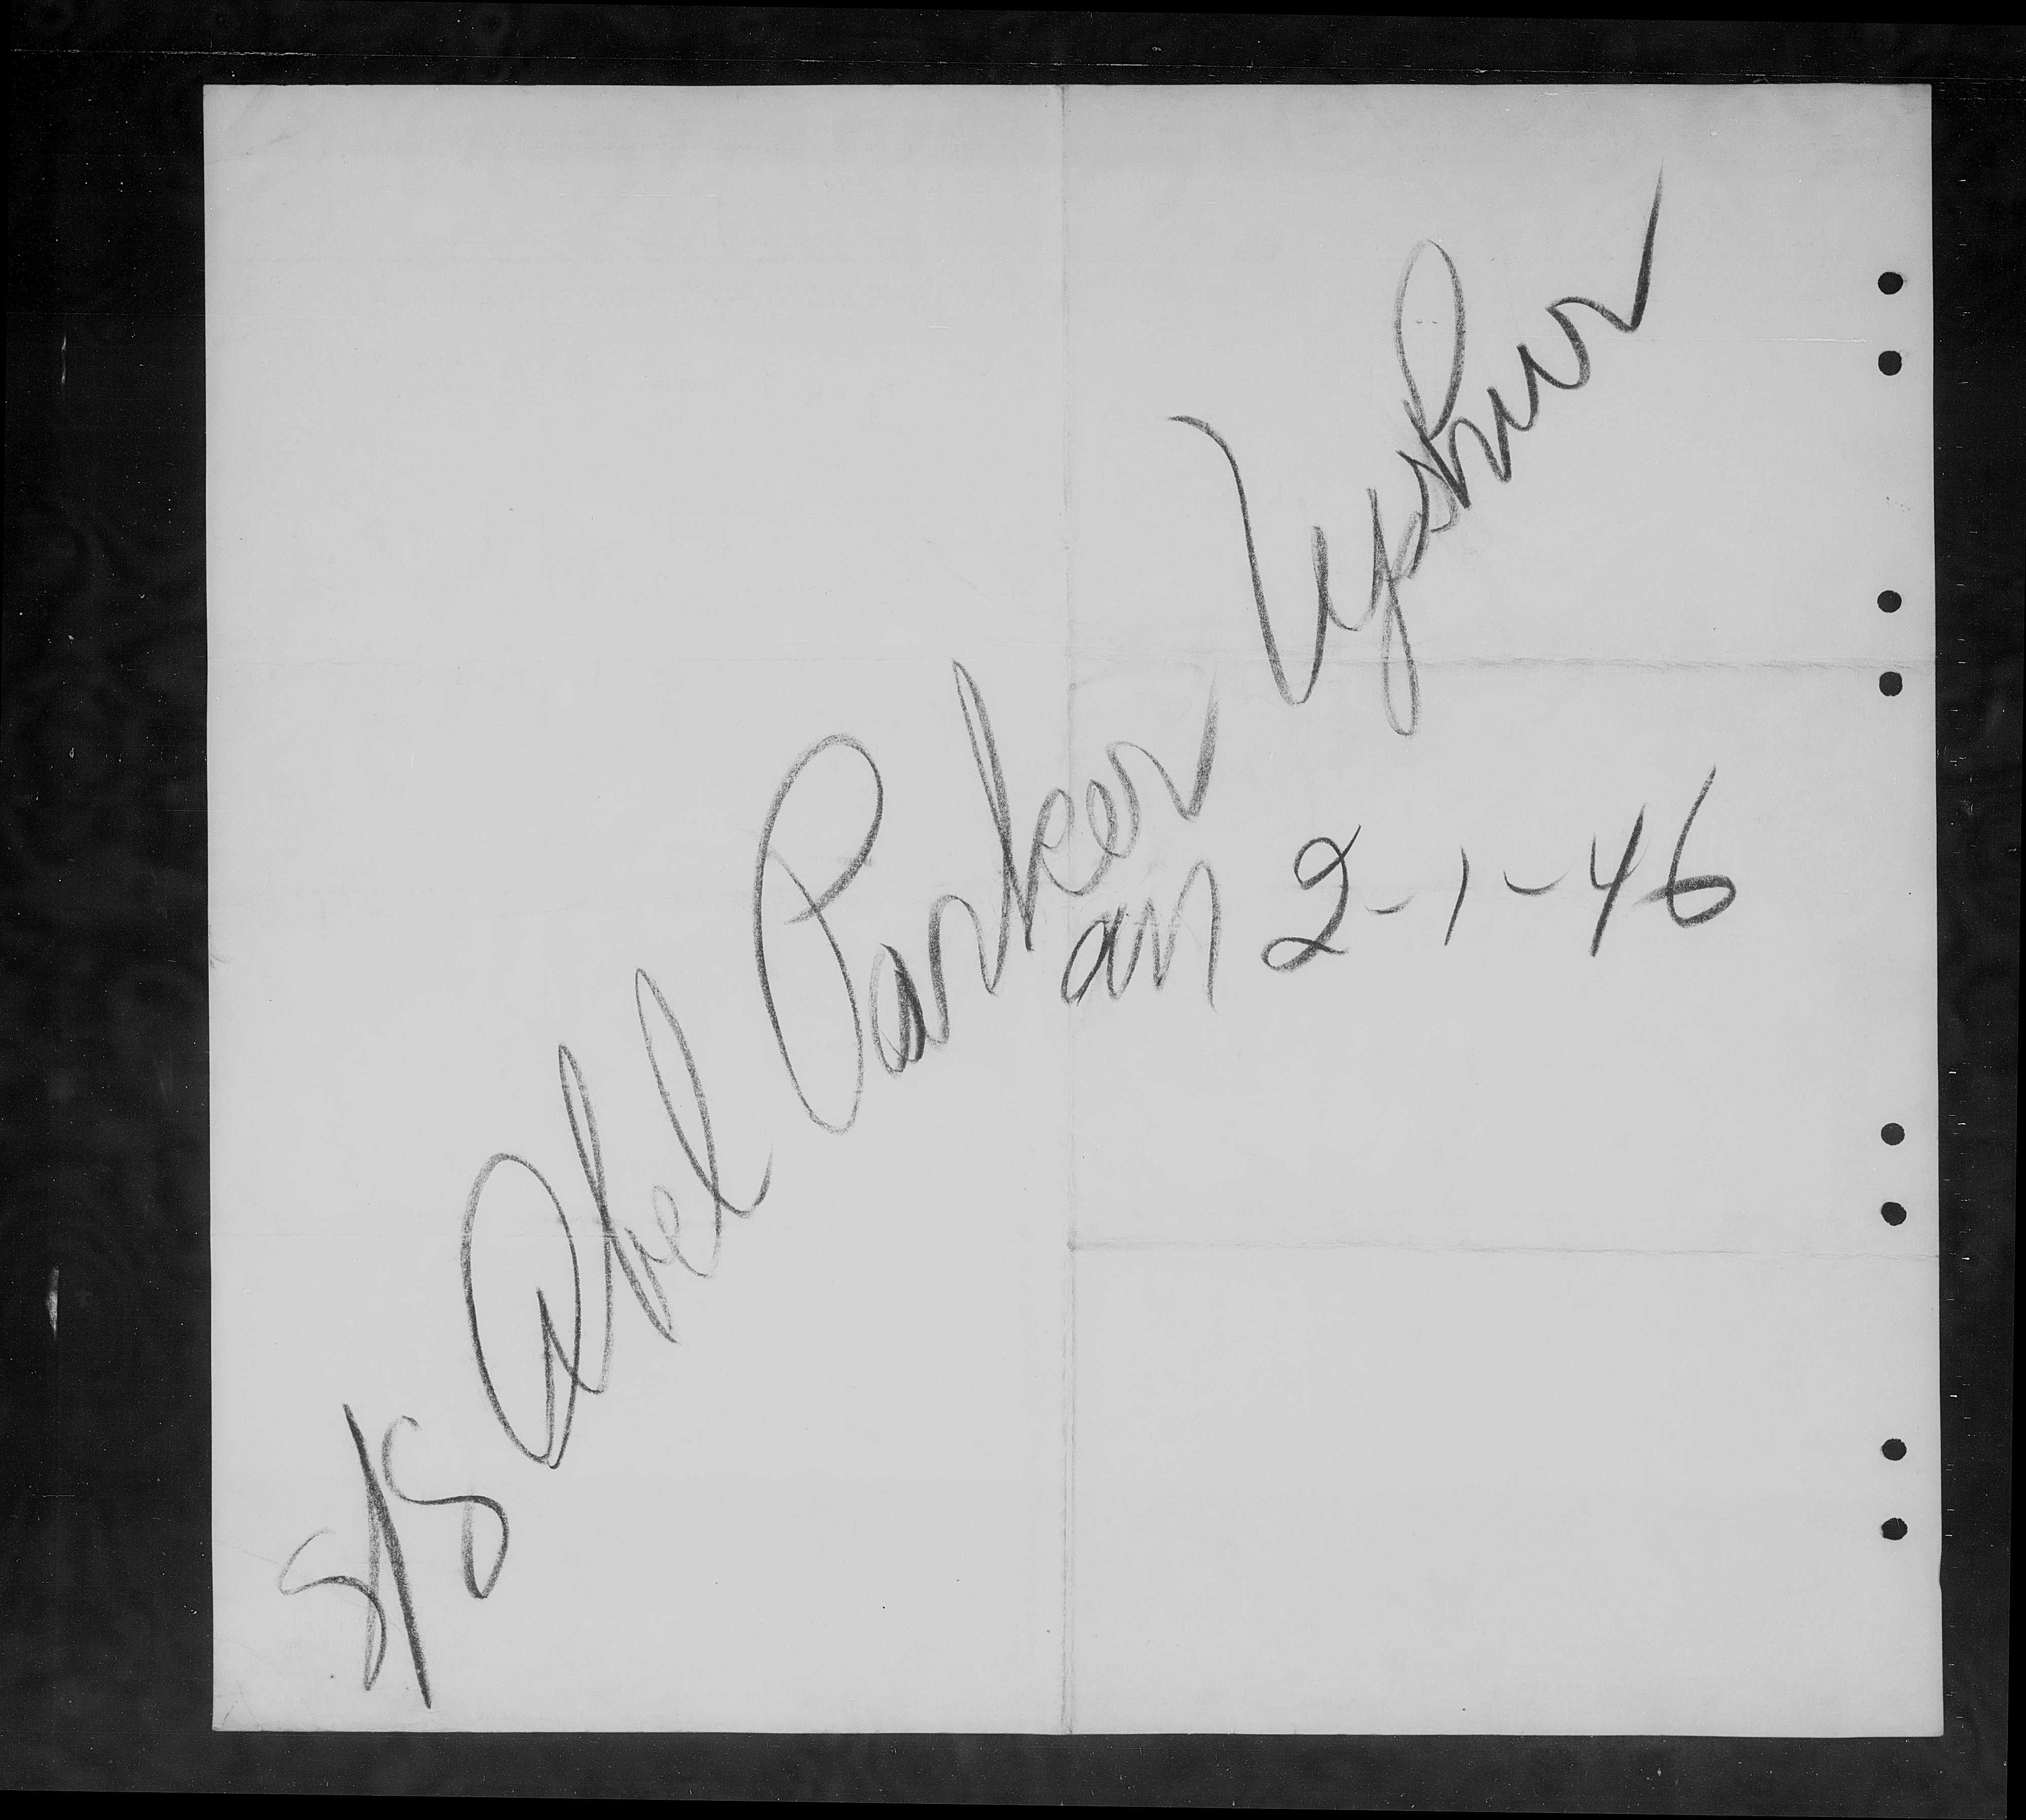 S/S Abel Parker Upshur
arr 2-1-46